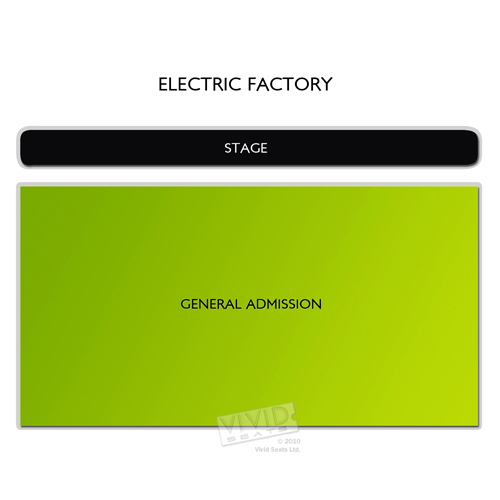 ELECTRIC FACTORY
STAGE
GENERAL ADMISSION
VIVID
SEATS
© 2010
Vivid Seats Ltd.